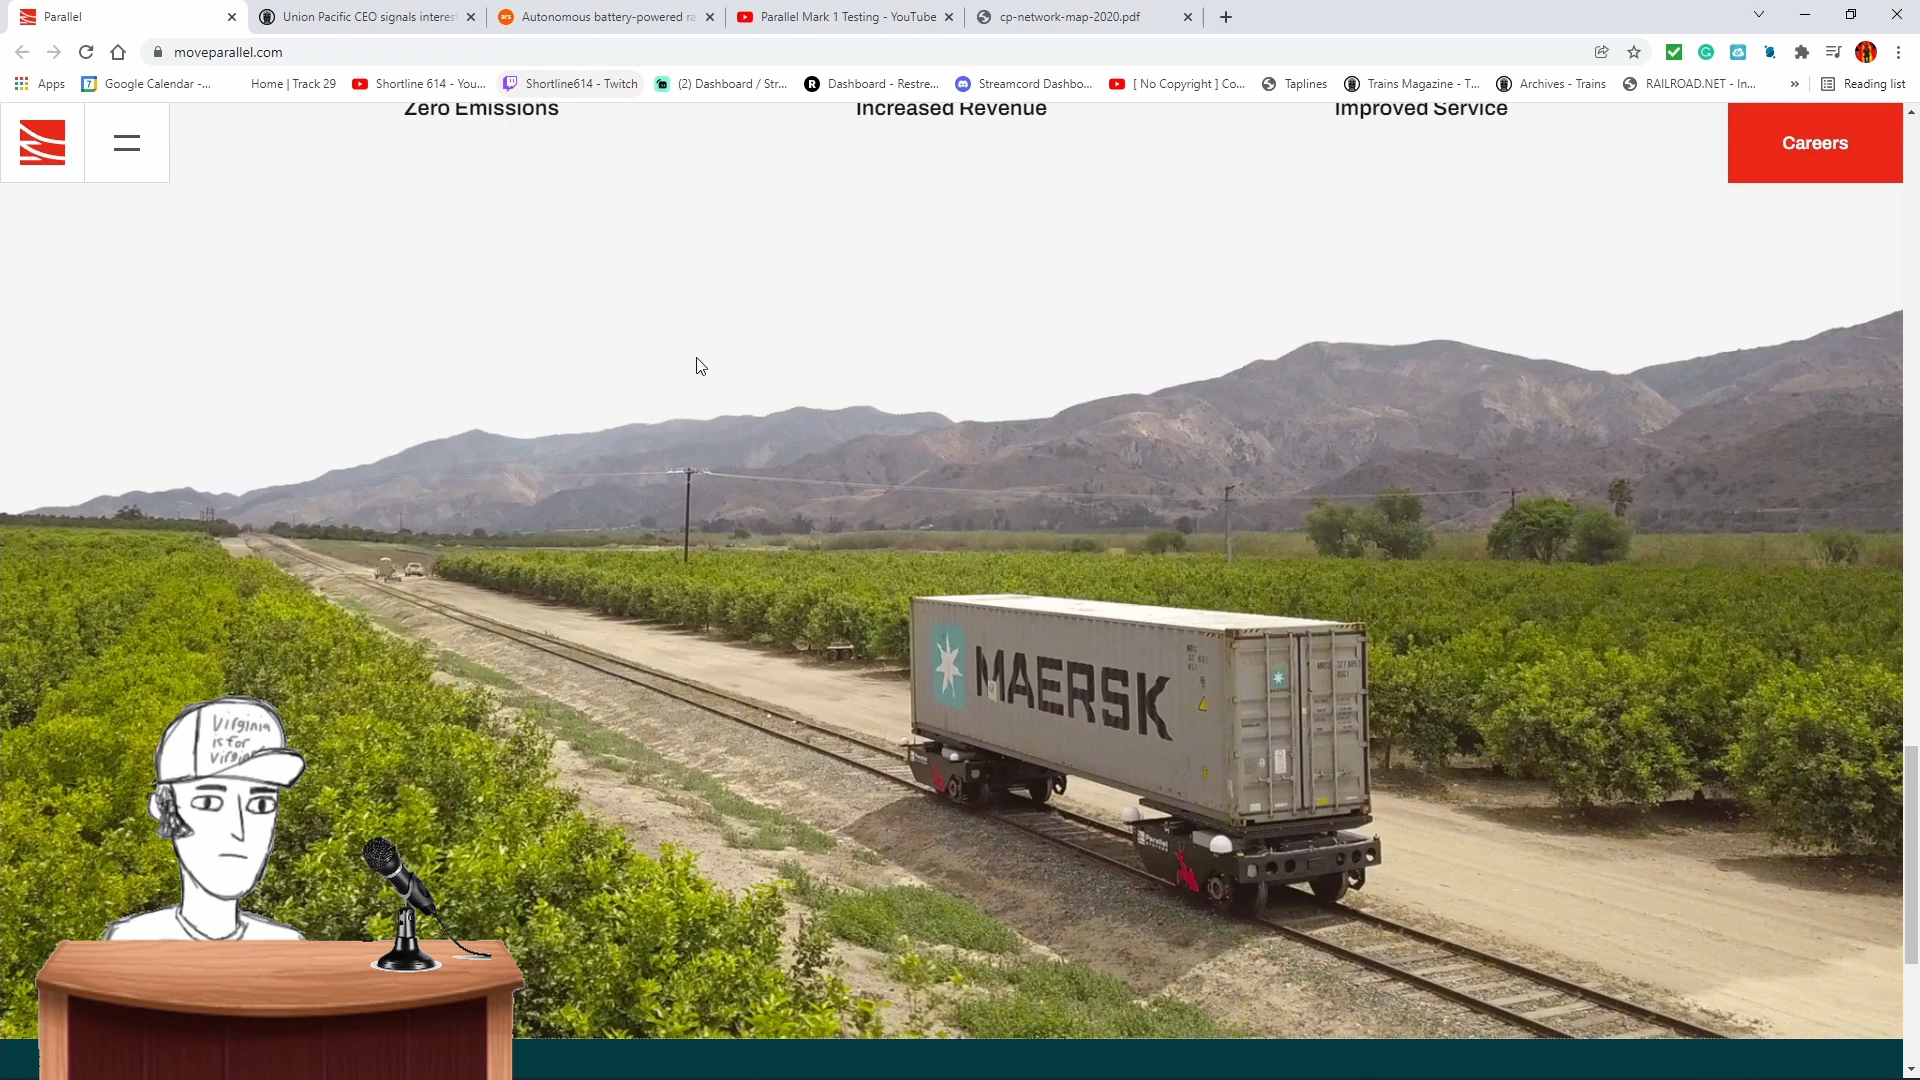 Parallel
Union Pacific CEO signals interes
Autonomous battery-powered ra
Parallel Mark 1 Testing - YouTube
cp-network-map-2020.pdf
moveparallel.com
Apps
Google Calendar -...
Home | Track 29
Shortline 614 - You...
Shortline614 - Twitch
(2) Dashboard / Str...
Dashboard - Restre...
Streamcord Dashbo...
[ No Copyright ] Co...
Taplines
Trains Magazine - T...
Archives - Trains
RAILROAD.NET - In...
Reading list
Zero Emissions
Increased Revenue
Improved Service
Careers
MAERSK
Virginia
is for